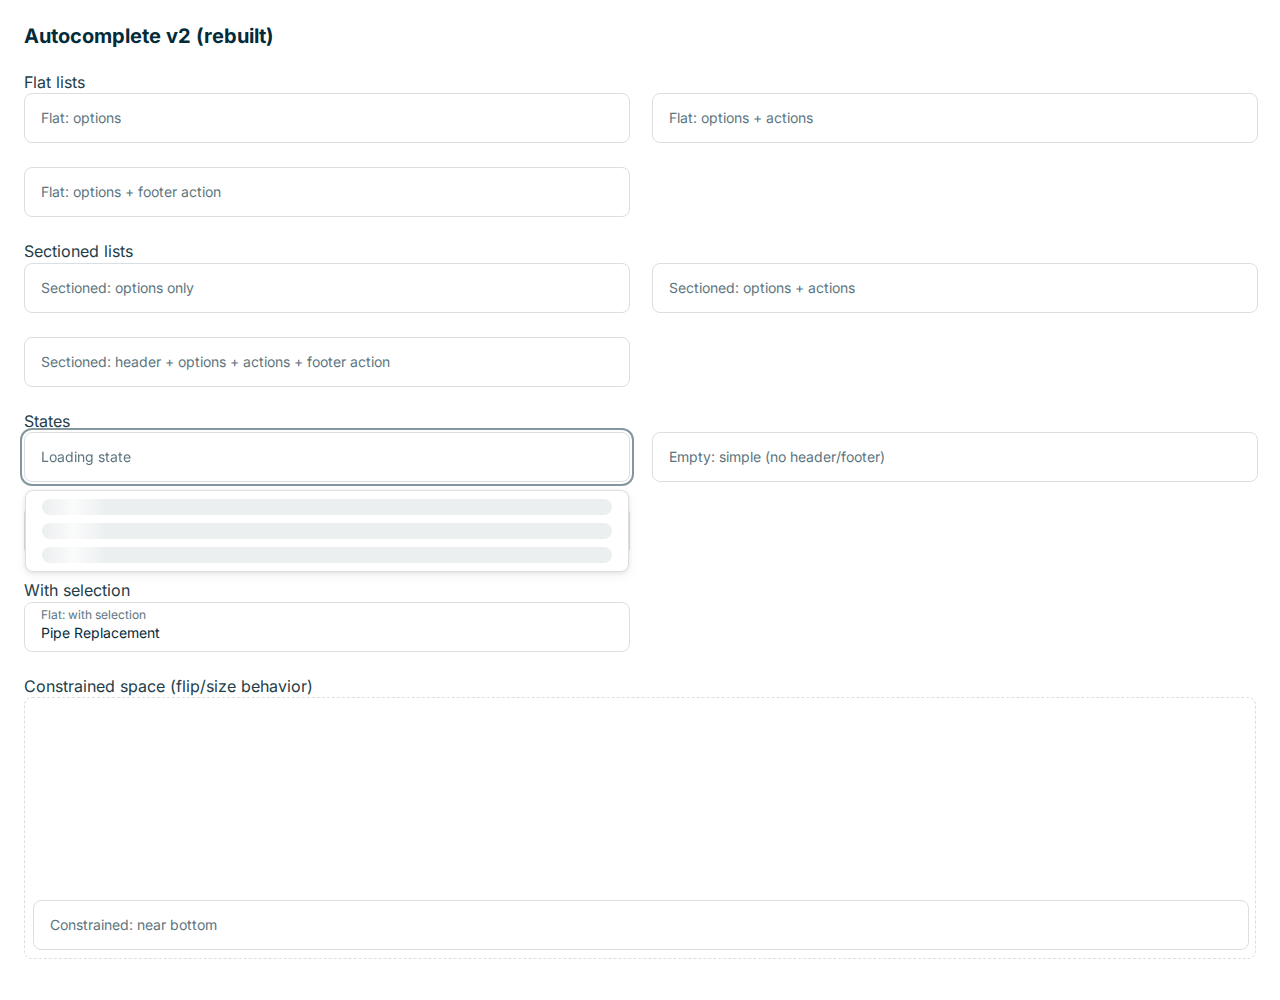 Autocomplete v2 (rebuilt)
Flat lists
Flat: options
Flat: options + actions
Flat: options + footer action
Sectioned lists
Sectioned: options only
Sectioned: options + actions
Sectioned: header + options + actions + footer action
States
Loading state
Empty: simple (no header/footer)
With selection
Flat: with selection
Pipe Replacement
Constrained space (flip/size behavior)
Constrained: near bottom